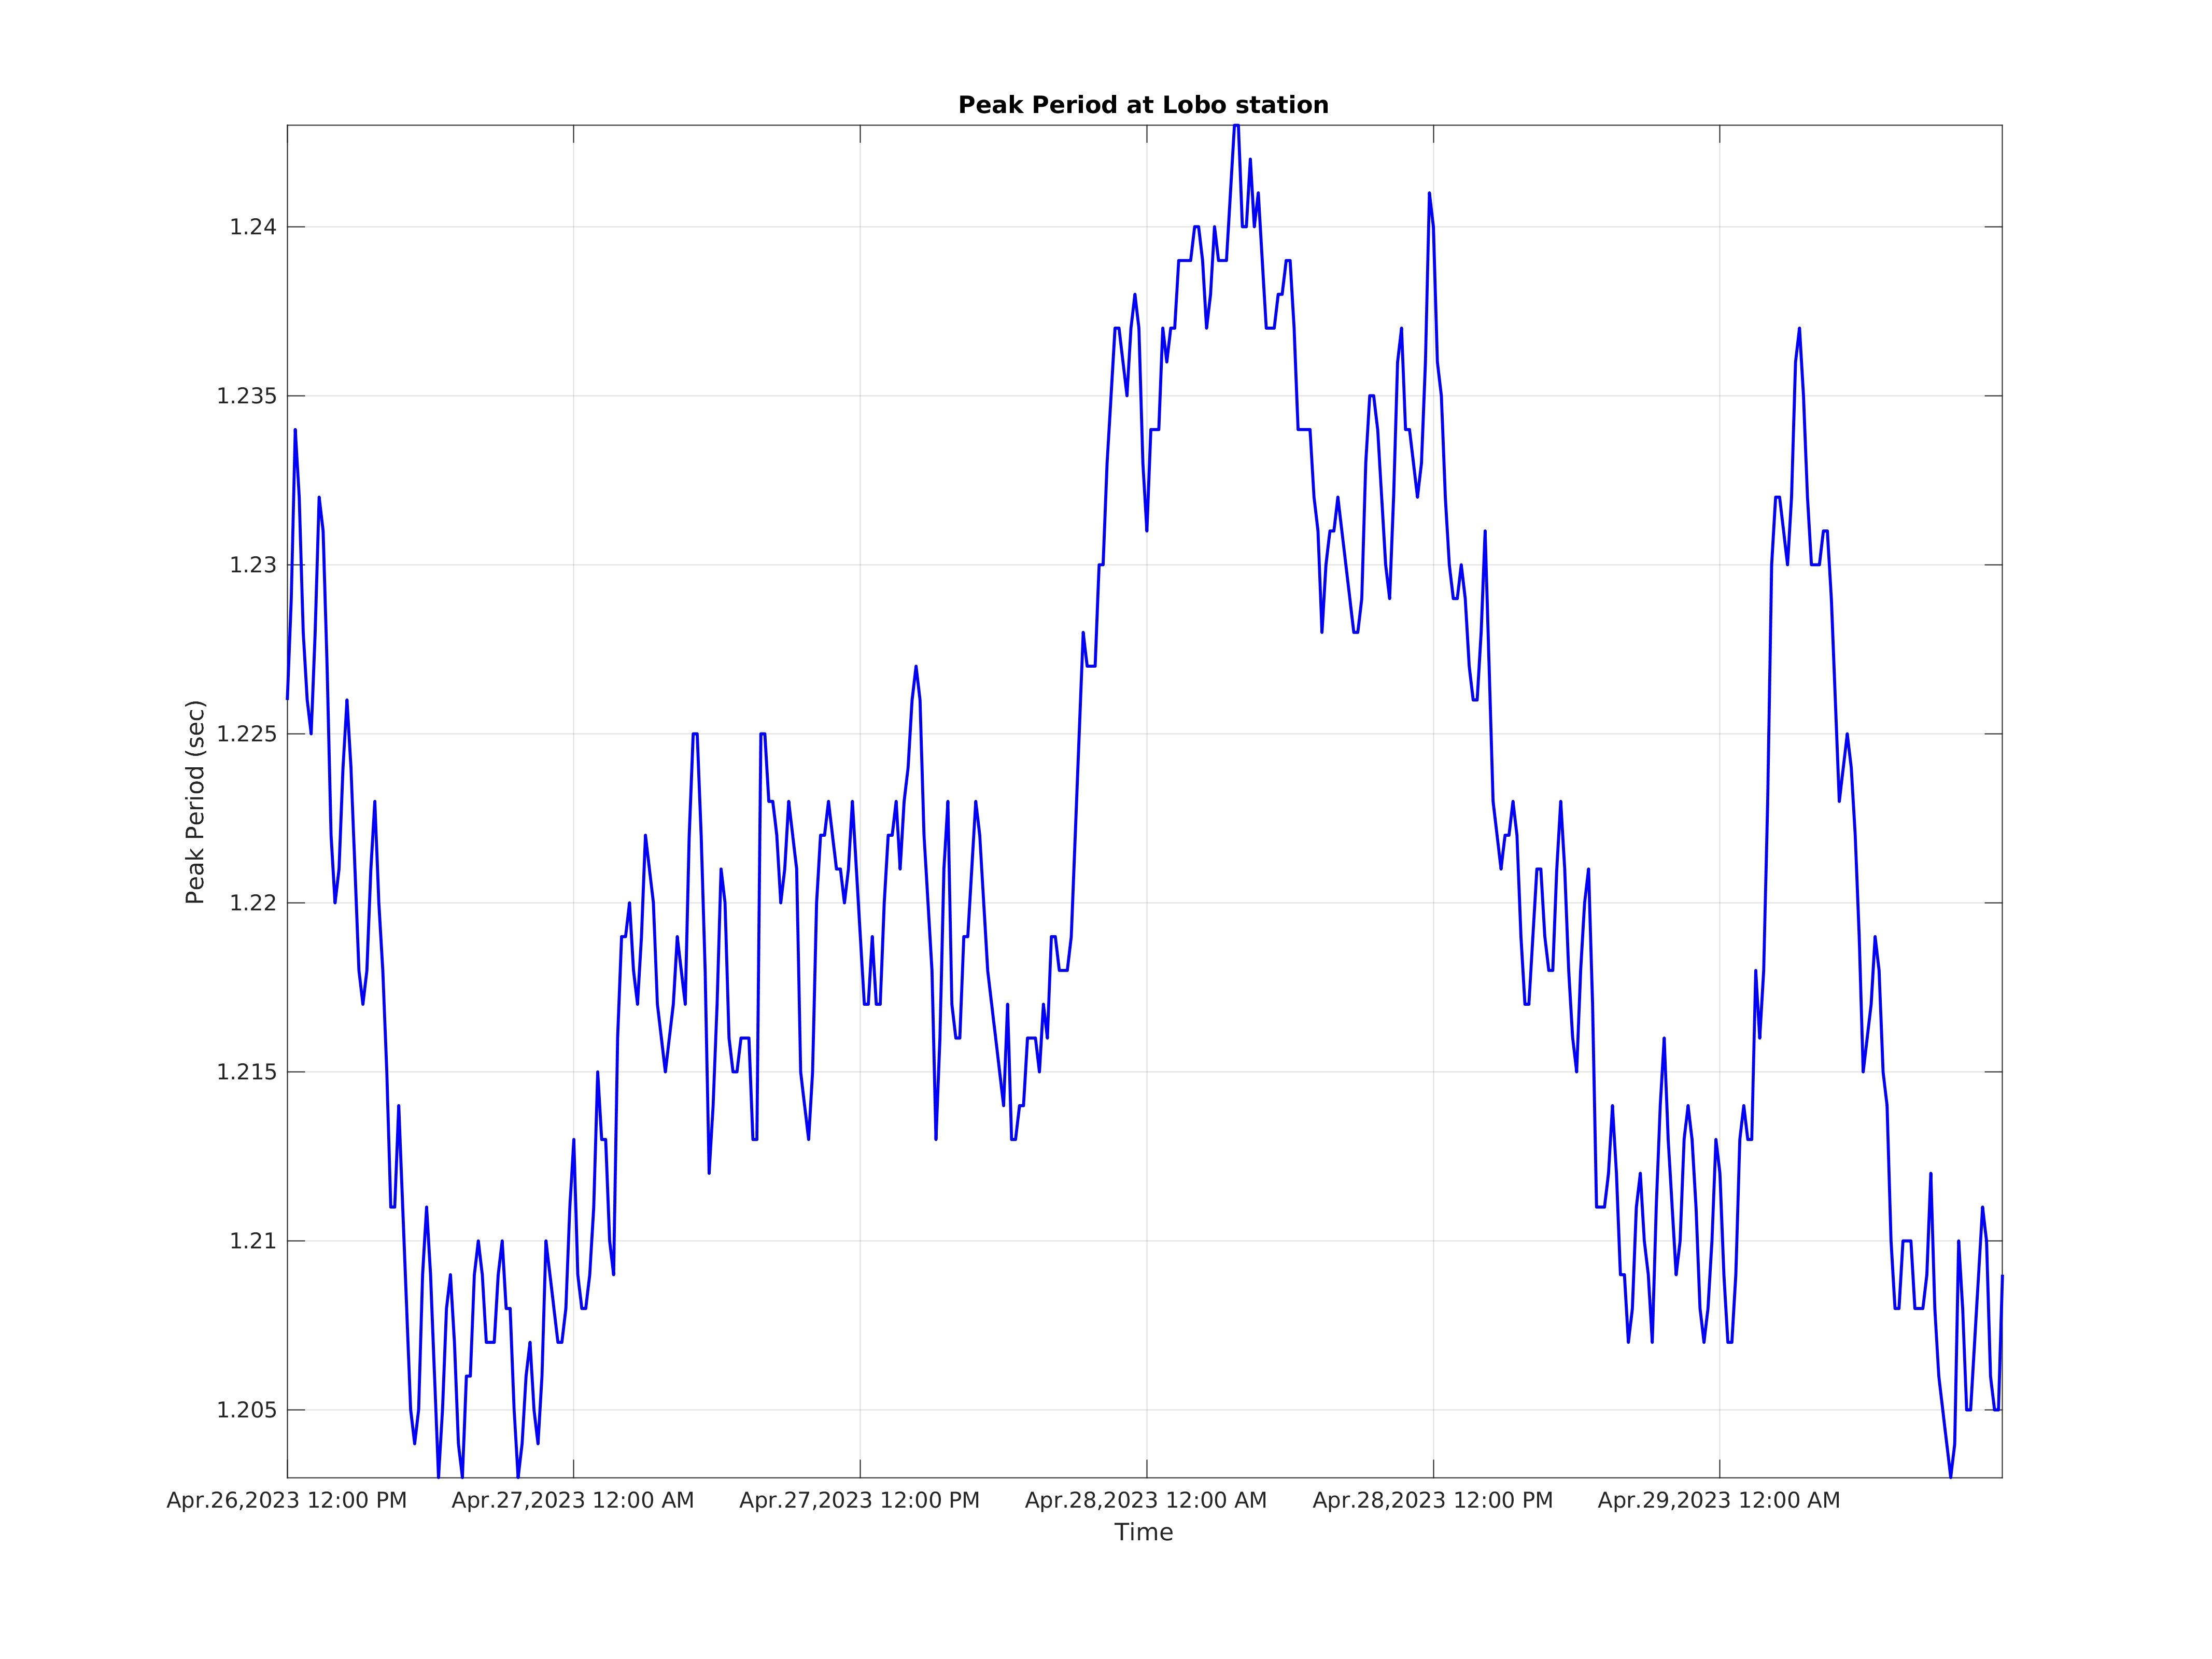 Peak Period at Lobo station
1.24
1.235
1.23
1.225
1.22
1.215
1.21
1.205
Peak Period (sec)
Apr.26,2023 12:00 PM
Apr.27,2023 12:00 AM
Apr.27,2023 12:00 PM
Apr.28,2023 12:00 AM
Apr.28,2023 12:00 PM
Apr.29,2023 12:00 AM
Time